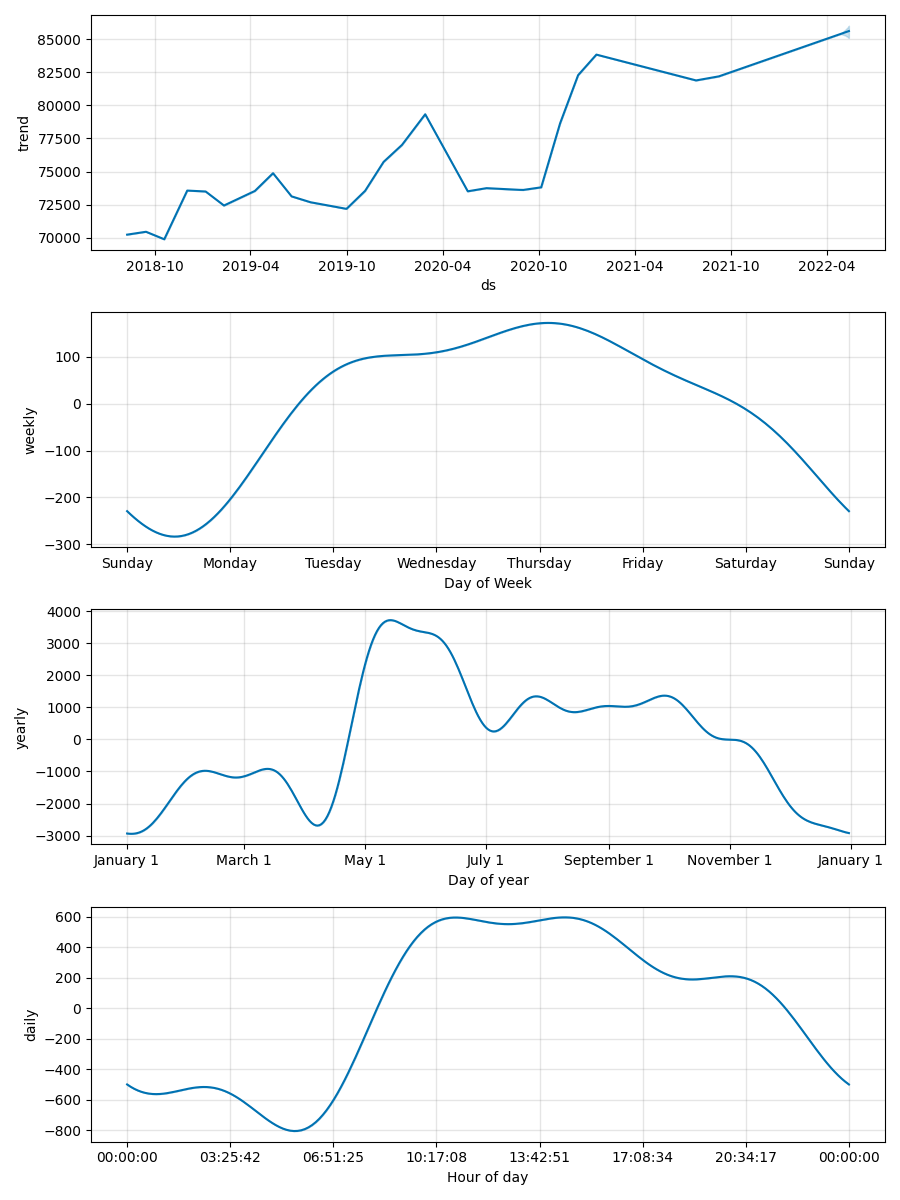 85000
82500
80000
77500
75000
72500
70000
trend
2018-10 2019-04 2019-10 2020-04 2020-10 2021-04 2021-10 2022-04
ds
100
0
−100
−200
−300
weekly
Sunday Monday Tuesday Wednesday Thursday Friday Saturday Sunday
Day of Week
4000
3000
2000
1000
0
−1000
−2000
−3000
yearly
January 1 March 1 May 1 July 1 September 1 November 1 January 1
Day of year
600
400
200
0
−200
−400
−600
−800
daily
00:00:00 03:25:42 06:51:25 10:17:08 13:42:51 17:08:34 20:34:17 00:00:00
Hour of day